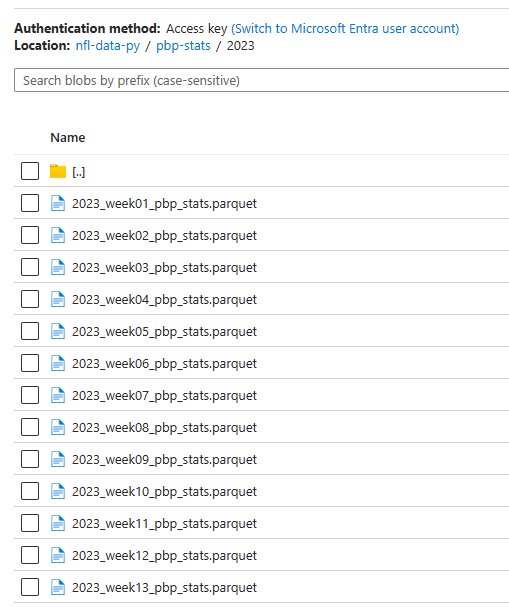 Authentication method: Access key (Switch to Microsoft Entra user account)
Location: nfl-data-py / pbp-stats / 2023
Search blobs by prefix (case-sensitive)
Name
[..]
2023_week01_pbp_stats.parquet
2023_week02_pbp_stats.parquet
2023_week03_pbp_stats.parquet
2023_week04_pbp_stats.parquet
2023_week05_pbp_stats.parquet
2023_week06_pbp_stats.parquet
2023_week07_pbp_stats.parquet
2023_week08_pbp_stats.parquet
2023_week09_pbp_stats.parquet
2023_week10_pbp_stats.parquet
2023_week11_pbp_stats.parquet
2023_week12_pbp_stats.parquet
2023_week13_pbp_stats.parquet